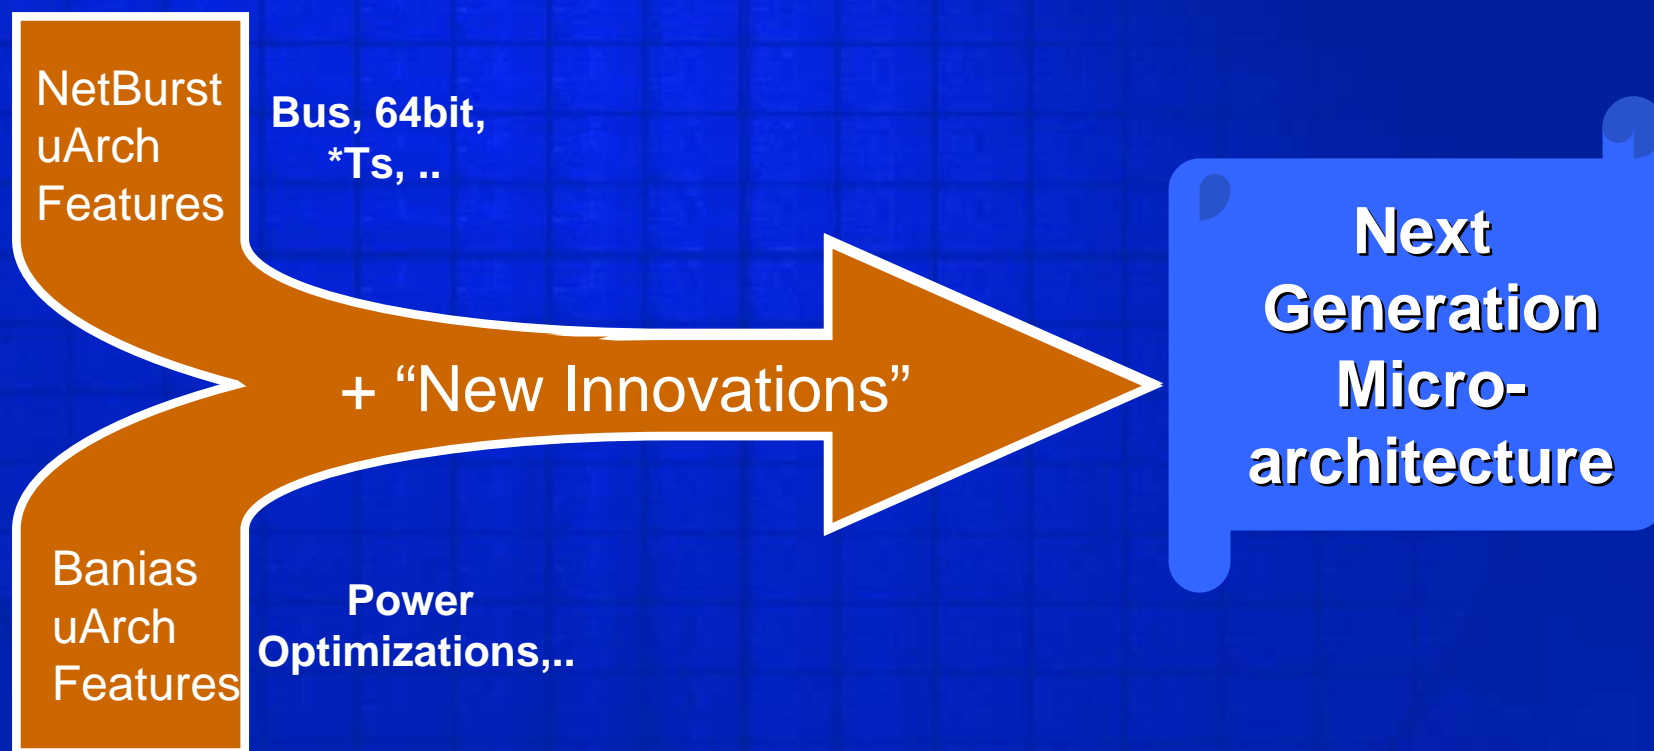 NetBurst
uArch
Features
Bus, 64bit,
*Ts, ..
+ “New Innovations”
Banias
uArch
Features
Power
Optimizations,..
Next
Generation
Micro-
architecture